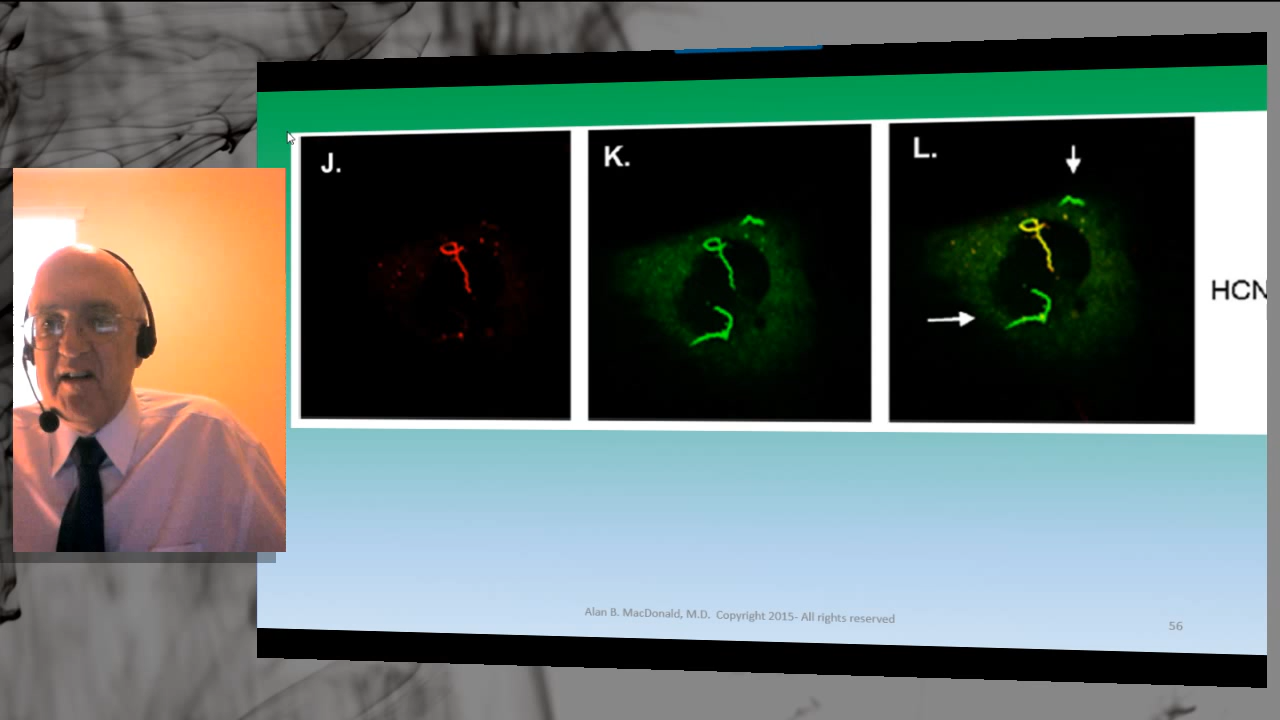 J.
K.
L.
HCN
Alan B. MacDonald, M.D. Copyright 2015- All rights reserved
56